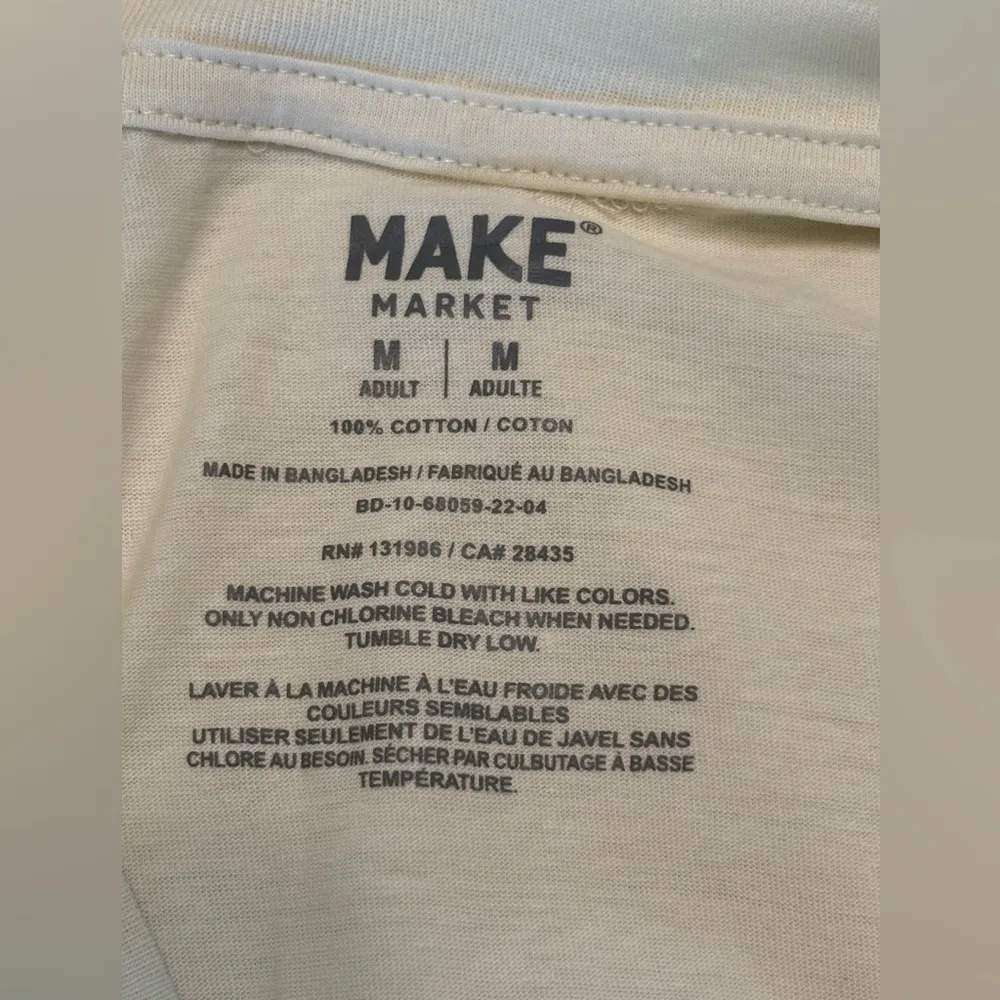 MAKE®
MARKET
M | M
ADULT | ADULTE
100% COTTON / COTON
MADE IN BANGLADESH / FABRIQUÉ AU BANGLADESH
BD-10-68059-22-04
RN# 131986 / CA# 28435
MACHINE WASH COLD WITH LIKE COLORS.
ONLY NON CHLORINE BLEACH WHEN NEEDED.
TUMBLE DRY LOW.
LAVER À LA MACHINE À L'EAU FROIDE AVEC DES
COULEURS SEMBLABLES
UTILISER SEULEMENT DE L'EAU DE JAVEL SANS
CHLORE AU BESOIN. SÉCHER PAR CULBUTAGE À BASSE
TEMPÉRATURE.